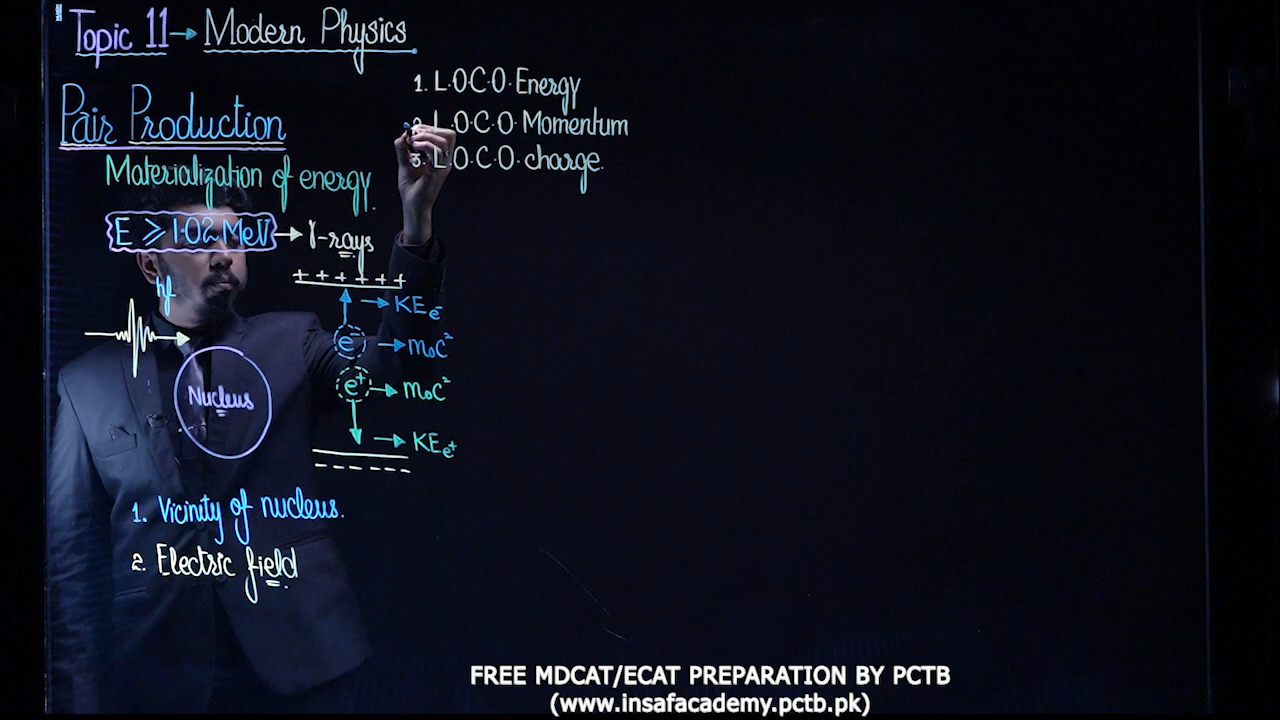 Topic 11 → Modern Physics
Pair Production
Materialization of energy.
E ⩾ 1.02 MeV → γ-rays
hf
+ + + + + +
→ KE e⁻
e⁻ → m₀c²
e⁺ → m₀c²
Nucleus
→ KE e⁺
- - - - -
1. Vicinity of nucleus.
2. Electric field
1. L.O.C.O. Energy
2. L.O.C.O. Momentum
3. L.O.C.O. charge.
FREE MDCAT/ECAT PREPARATION BY PCTB
(www.insafacademy.pctb.pk)